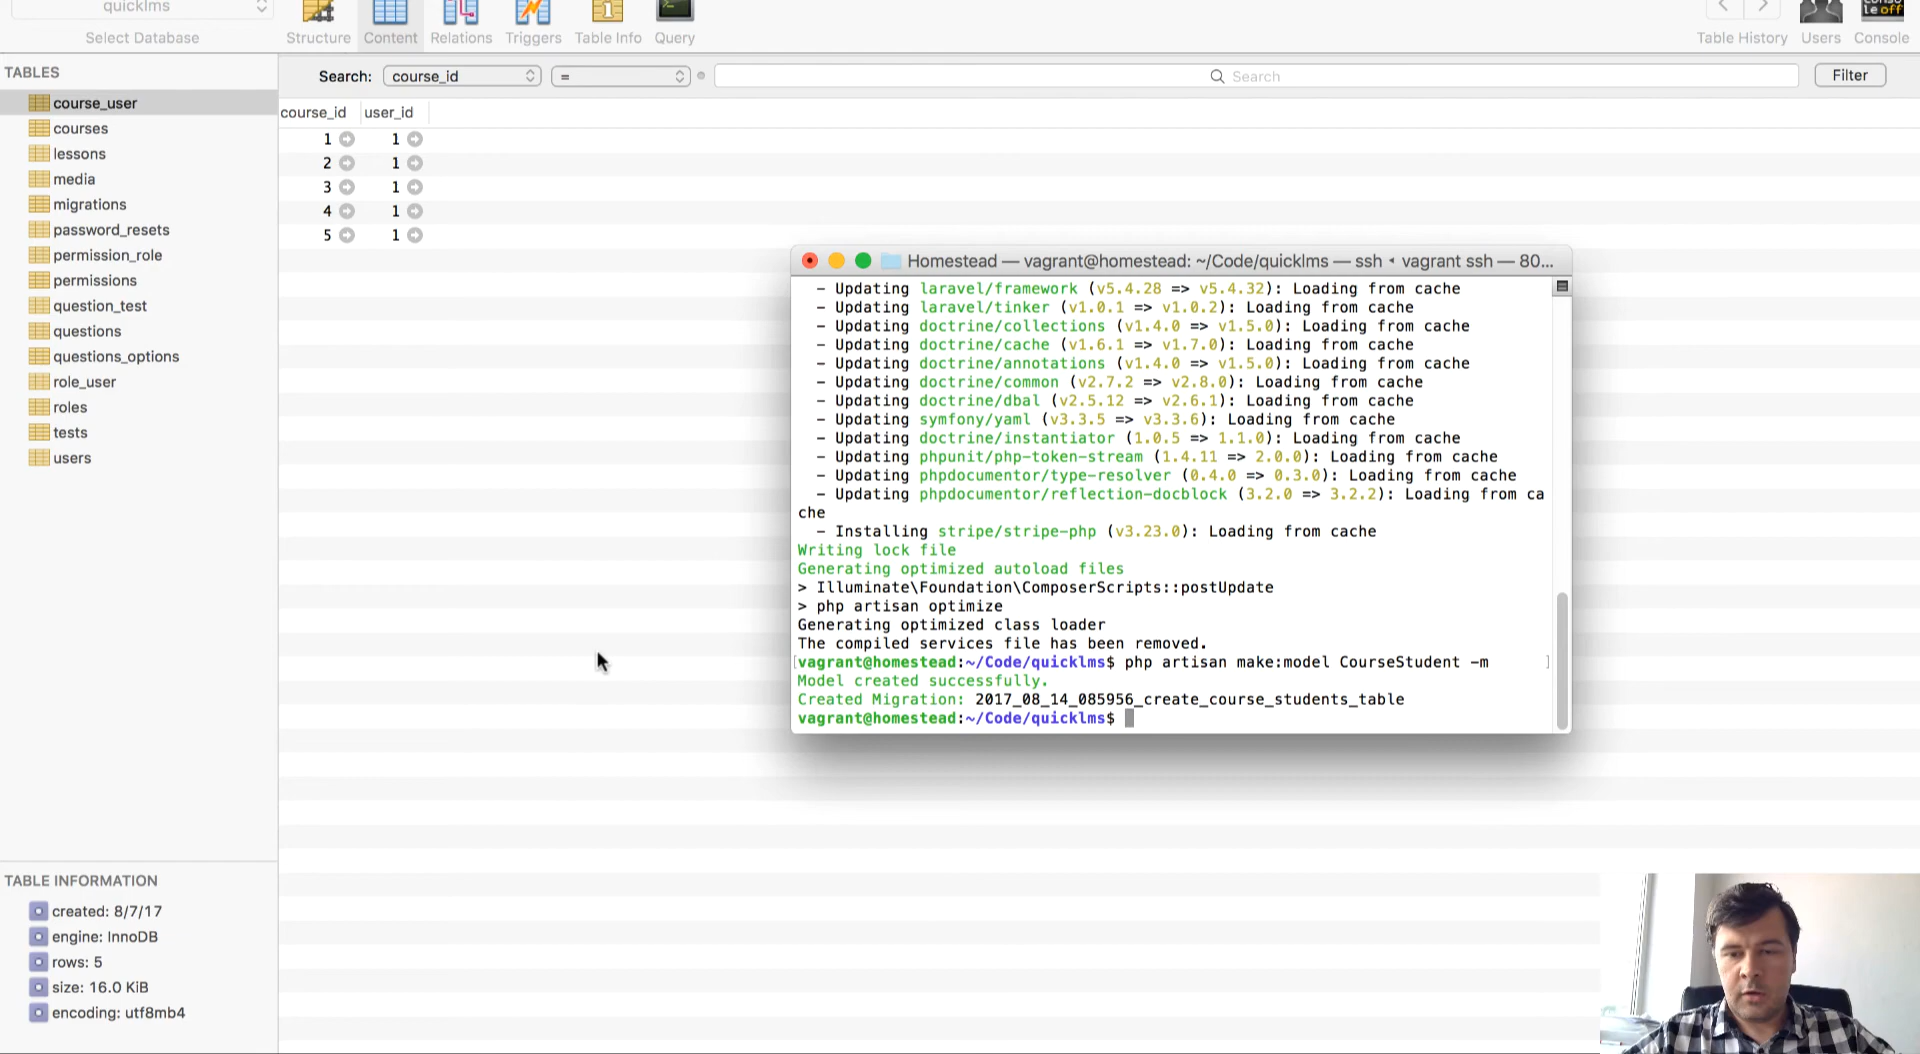 quicklms
Select Database
Structure
Content
Relations
Triggers
Table Info
Query
Table History
Users
Console
le off
TABLES
Search: course_id = Search Filter
course_user
courses
lessons
media
migrations
password_resets
permission_role
permissions
question_test
questions
questions_options
role_user
roles
tests
users
course_id user_id
1 1
2 1
3 1
4 1
5 1
Homestead — vagrant@homestead: ~/Code/quicklms — ssh ◂ vagrant ssh — 80...
- Updating laravel/framework (v5.4.28 => v5.4.32): Loading from cache
- Updating laravel/tinker (v1.0.1 => v1.0.2): Loading from cache
- Updating doctrine/collections (v1.4.0 => v1.5.0): Loading from cache
- Updating doctrine/cache (v1.6.1 => v1.7.0): Loading from cache
- Updating doctrine/annotations (v1.4.0 => v1.5.0): Loading from cache
- Updating doctrine/common (v2.7.2 => v2.8.0): Loading from cache
- Updating doctrine/dbal (v2.5.12 => v2.6.1): Loading from cache
- Updating symfony/yaml (v3.3.5 => v3.3.6): Loading from cache
- Updating doctrine/instantiator (1.0.5 => 1.1.0): Loading from cache
- Updating phpunit/php-token-stream (1.4.11 => 2.0.0): Loading from cache
- Updating phpdocumentor/type-resolver (0.4.0 => 0.3.0): Loading from cache
- Updating phpdocumentor/reflection-docblock (3.2.0 => 3.2.2): Loading from ca
che
- Installing stripe/stripe-php (v3.23.0): Loading from cache
Writing lock file
Generating optimized autoload files
> Illuminate\Foundation\ComposerScripts::postUpdate
> php artisan optimize
Generating optimized class loader
The compiled services file has been removed.
[vagrant@homestead:~/Code/quicklms$ php artisan make:model CourseStudent -m ]
Model created successfully.
Created Migration: 2017_08_14_085956_create_course_students_table
vagrant@homestead:~/Code/quicklms$
TABLE INFORMATION
created: 8/7/17
engine: InnoDB
rows: 5
size: 16.0 KiB
encoding: utf8mb4